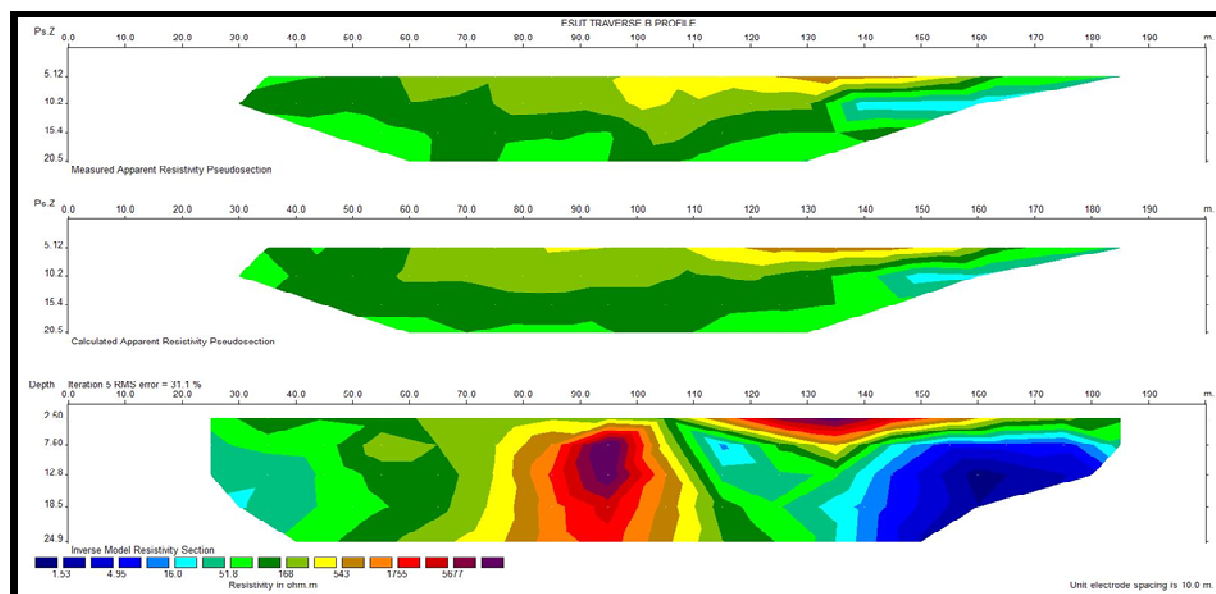 ESUT TRAVERSE B PROFILE
Ps.Z 0.0 10.0 20.0 30.0 40.0 50.0 60.0 70.0 80.0 90.0 100 110 120 130 140 150 160 170 180 190 m.
5.12
10.2
15.4
20.5
Measured Apparent Resistivity Pseudosection
Ps.Z 0.0 10.0 20.0 30.0 40.0 50.0 60.0 70.0 80.0 90.0 100 110 120 130 140 150 160 170 180 190 m.
5.12
10.2
15.4
20.5
Calculated Apparent Resistivity Pseudosection
Depth Iteration 5 RMS error = 31.1 %
0.0 10.0 20.0 30.0 40.0 50.0 60.0 70.0 80.0 90.0 100 110 120 130 140 150 160 170 180 190 m.
2.60
7.60
12.8
18.5
24.9
Inverse Model Resistivity Section
1.53 4.95 16.0 51.8 168 543 1755 5677
Resistivity in ohm.m
Unit electrode spacing is 10.0 m.